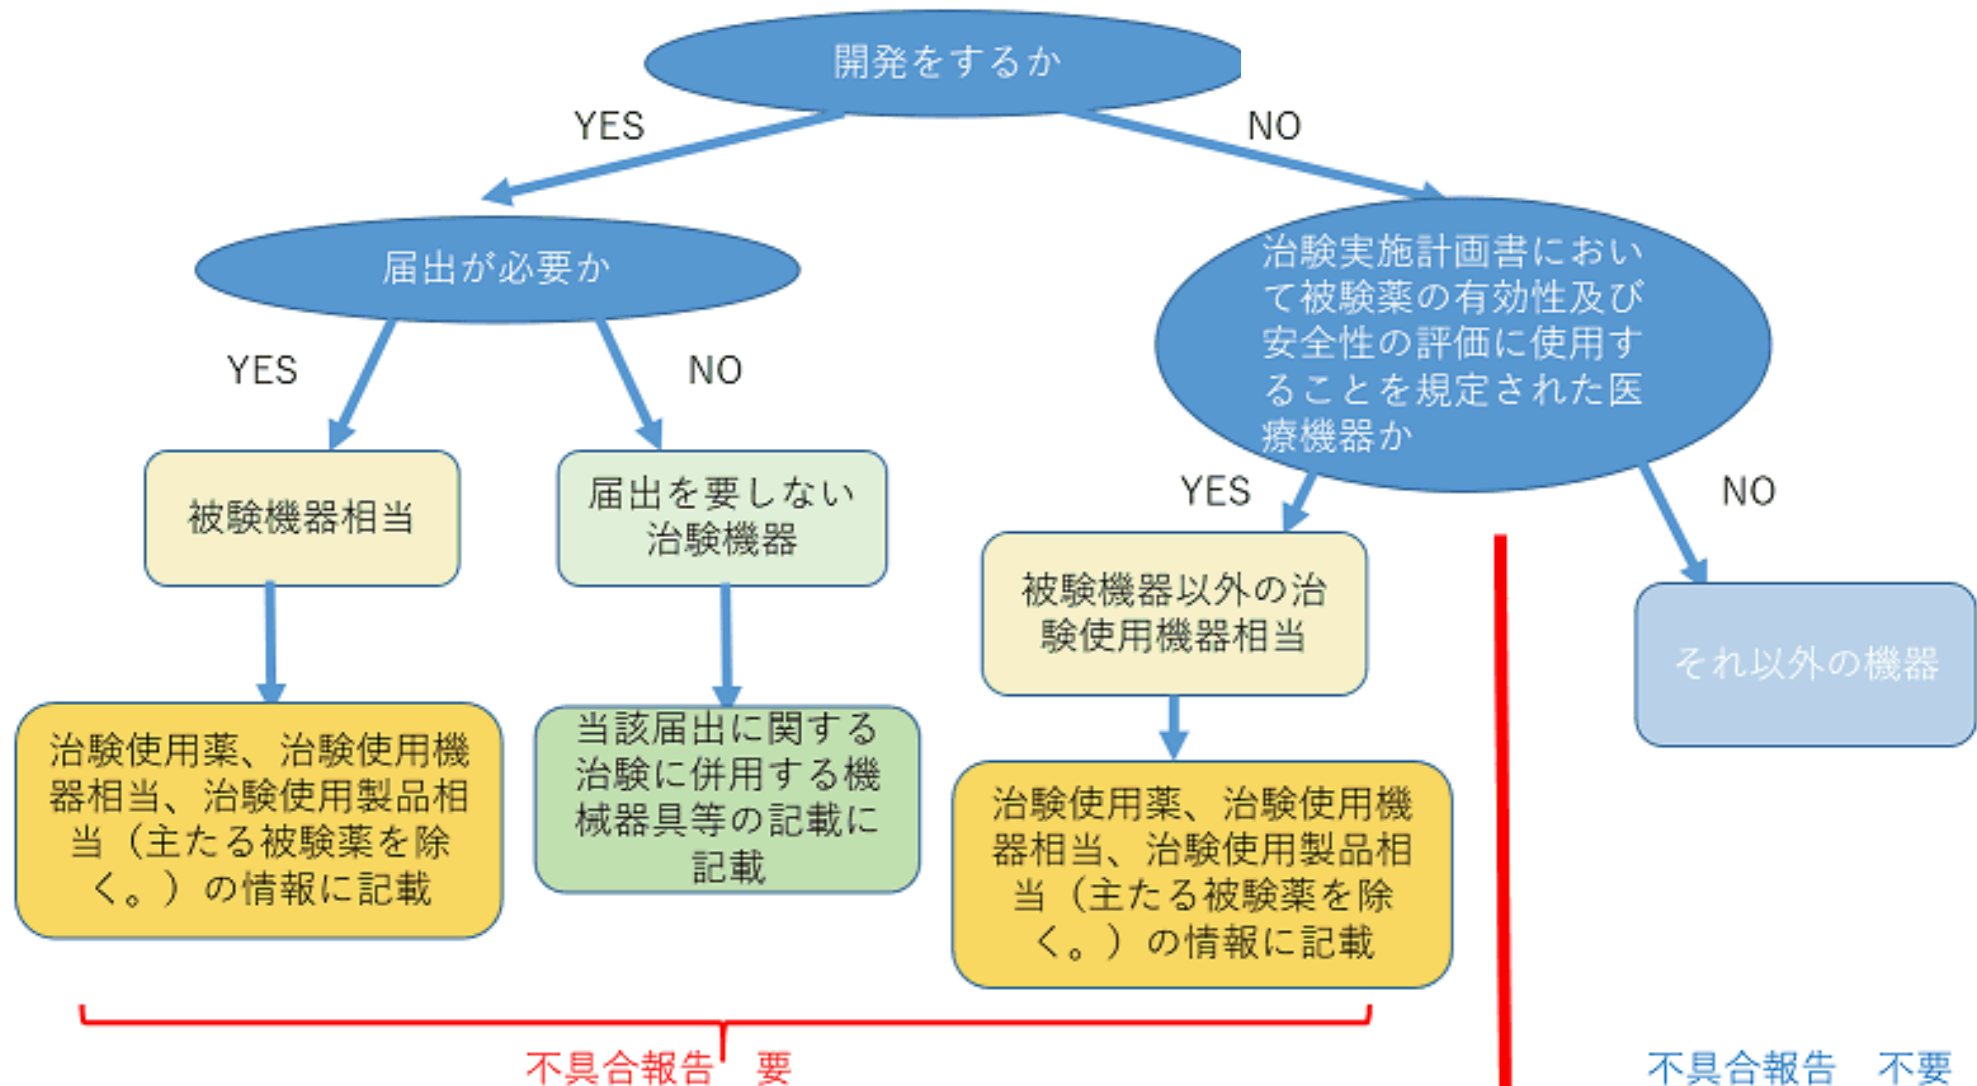 開発をするか
YES
NO
届出が必要か
治験実施計画書におい
て被験薬の有効性及び
安全性の評価に使用す
ることを規定された医
療機器か
YES
NO
YES
NO
被験機器相当
届出を要しない
治験機器
被験機器以外の治
験使用機器相当
それ以外の機器
治験使用薬、治験使用機
器相当、治験使用製品相
当（主たる被験薬を除
く。）の情報に記載
当該届出に関する
治験に併用する機
械器具等の記載に
記載
治験使用薬、治験使用機
器相当、治験使用製品相
当（主たる被験薬を除
く。）の情報に記載
不具合報告　要
不具合報告　不要